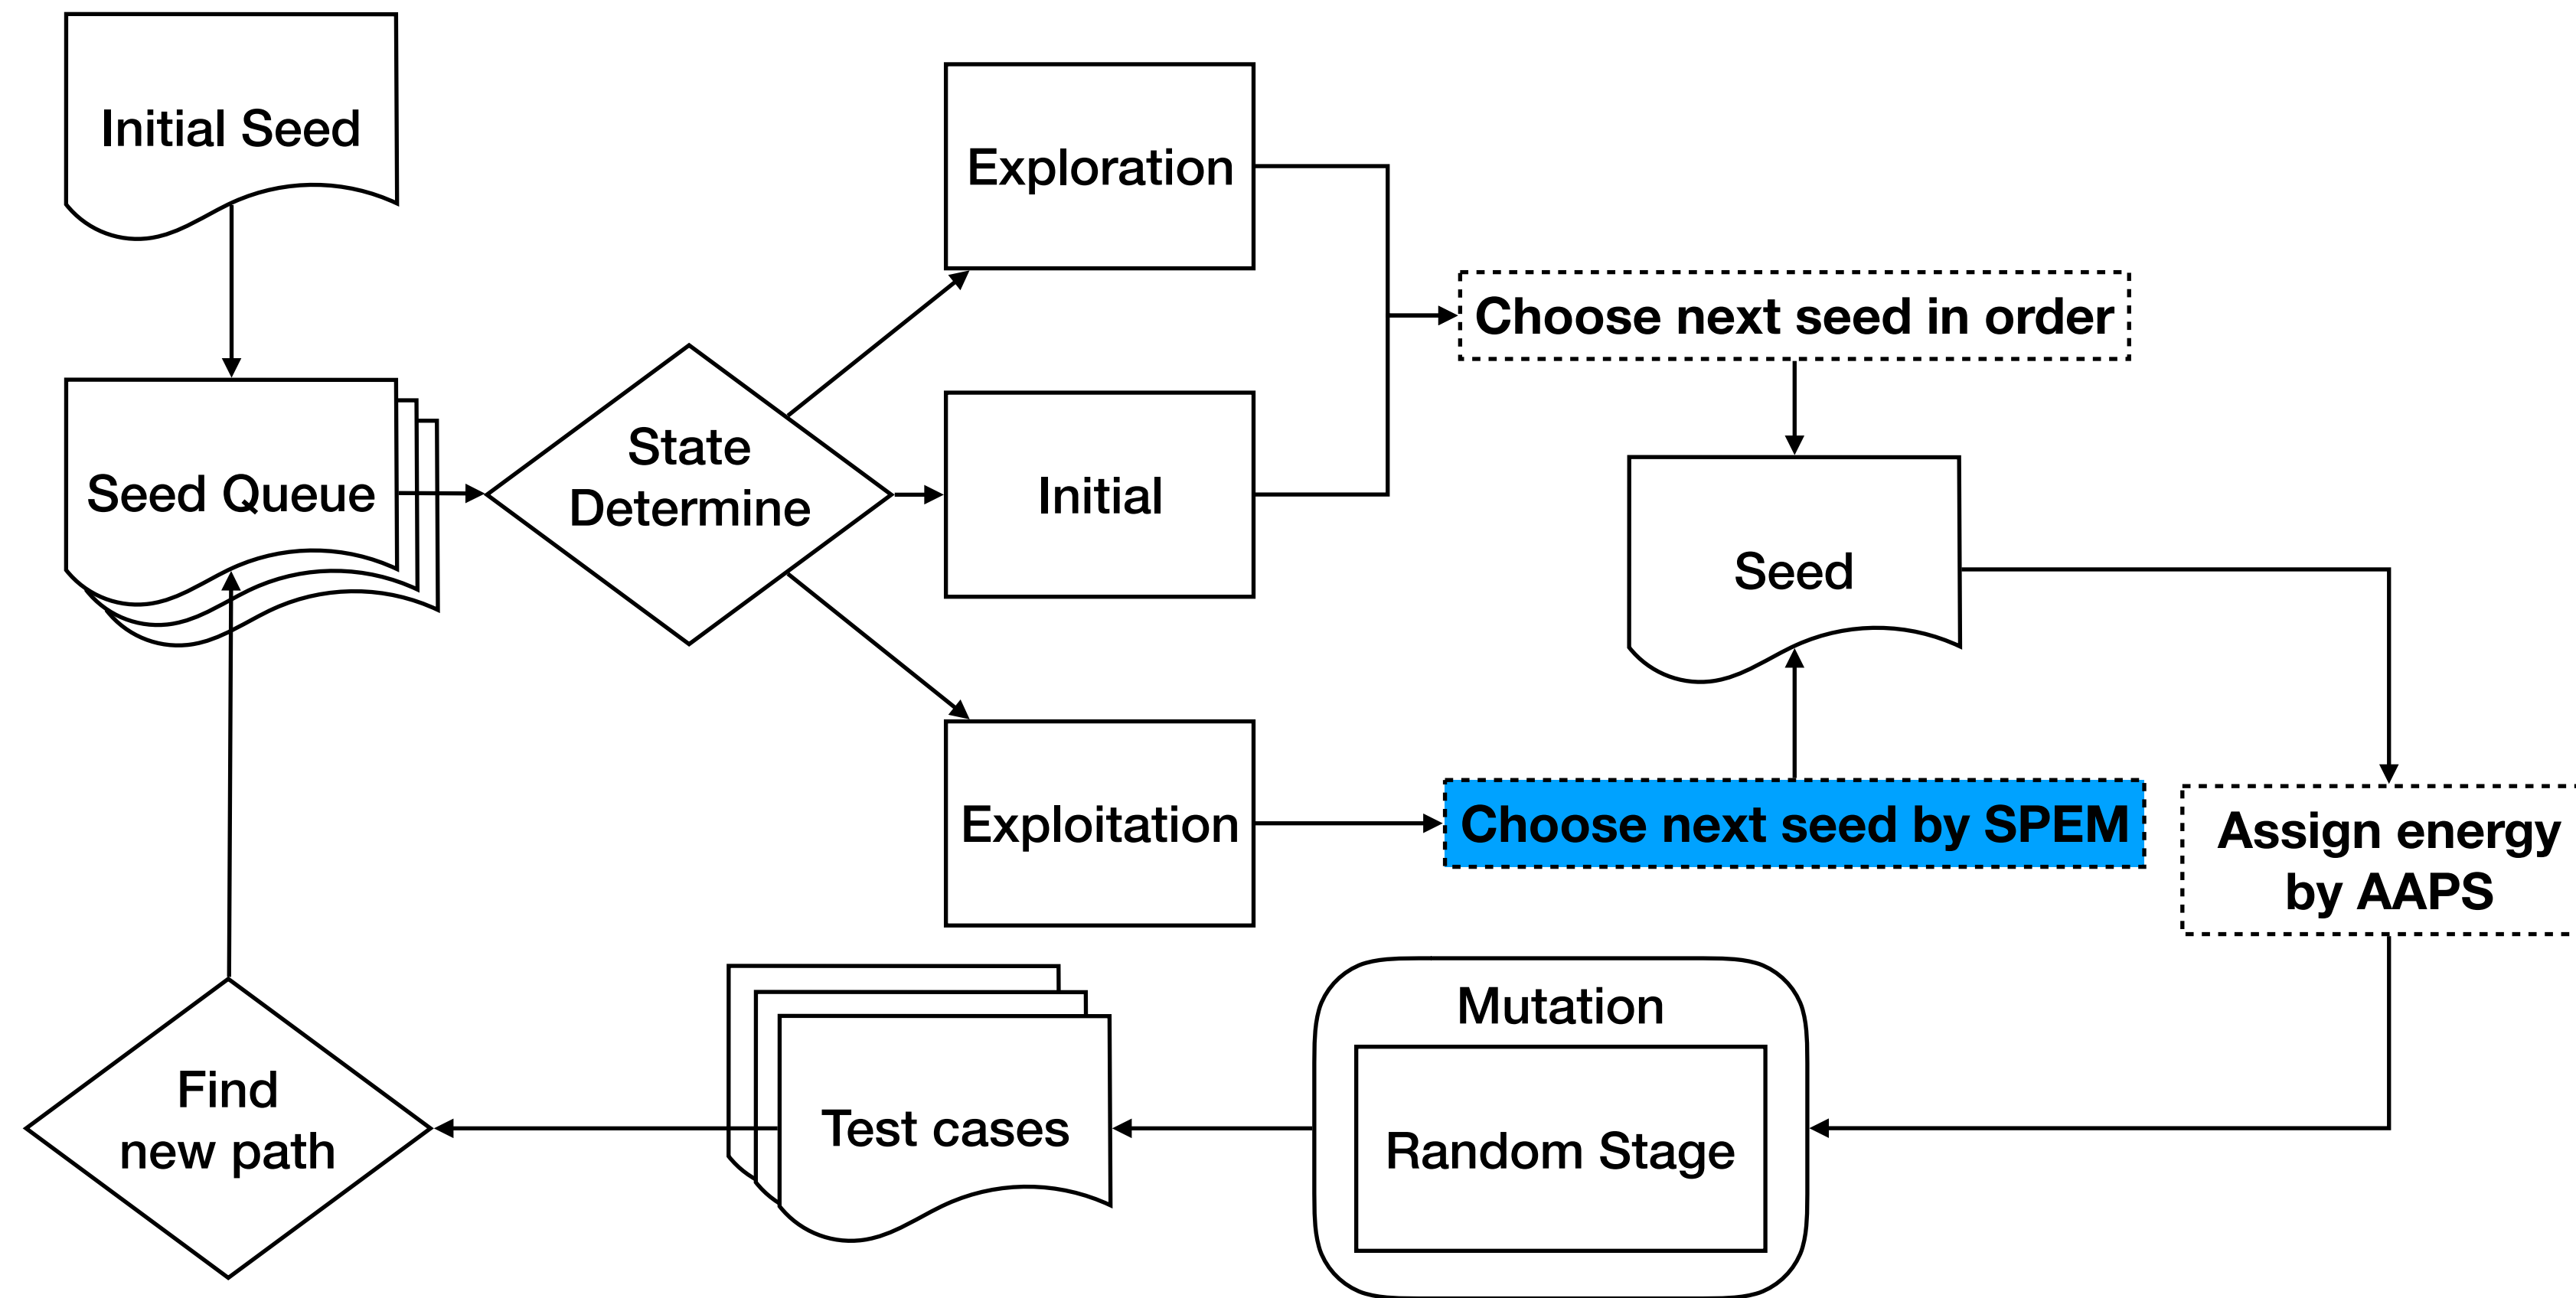 Initial Seed
Exploration
Choose next seed in order
State
Determine
Seed Queue
Initial
Seed
Exploitation
Choose next seed by SPEM
Assign energy
by AAPS
Mutation
Find
new path
Test cases
Random Stage